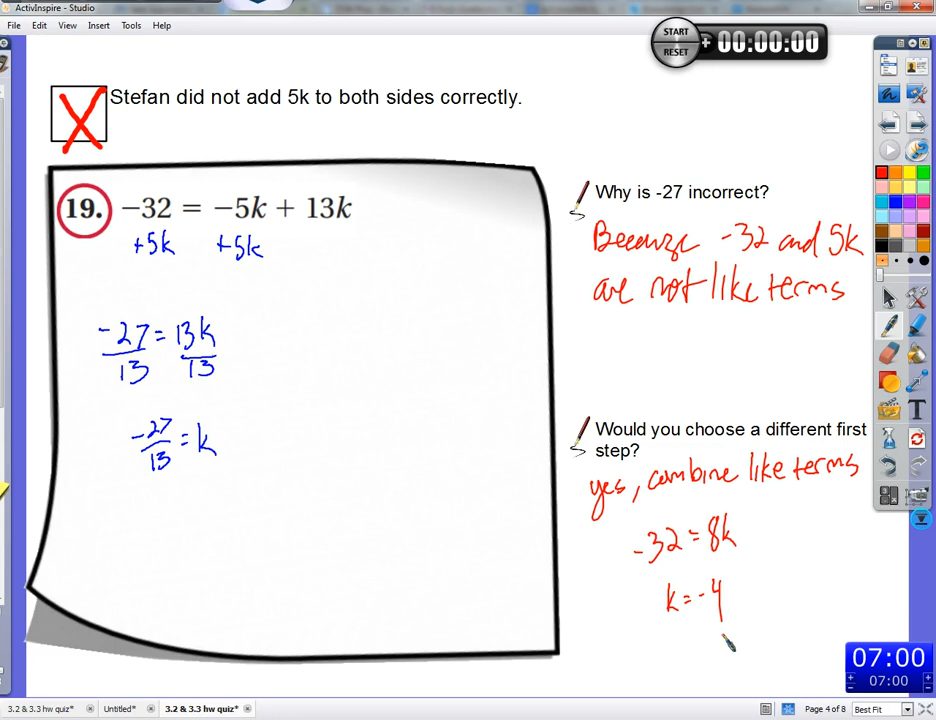 ActivInspire - Studio
File Edit View Insert Tools Help
START
RESET
00:00:00
Stefan did not add 5k to both sides correctly.
19. -32 = -5k + 13k
+5k +5k
-27 = 13k
13 13
-27 = k
13
Why is -27 incorrect?
Because -32 and 5k
are not like terms
Would you choose a different first
step?
yes, combine like terms
-32 = 8k
k = -4
07:00
07:00
3.2 & 3.3 hw quiz* Untitled* 3.2 & 3.3 hw quiz* Page 4 of 8 Best Fit